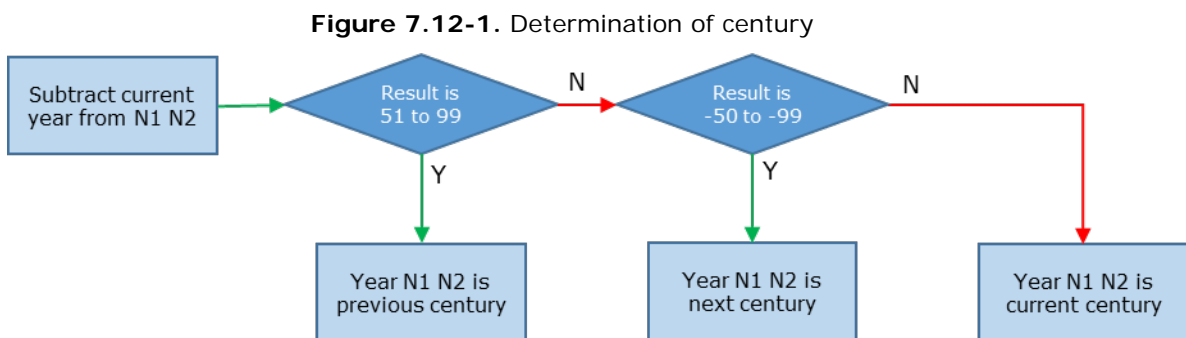 Figure 7.12-1. Determination of century
Subtract current
year from N1 N2
Result is
51 to 99
N
Result is
-50 to -99
N
Y
Y
Year N1 N2 is
previous century
Year N1 N2 is
next century
Year N1 N2 is
current century